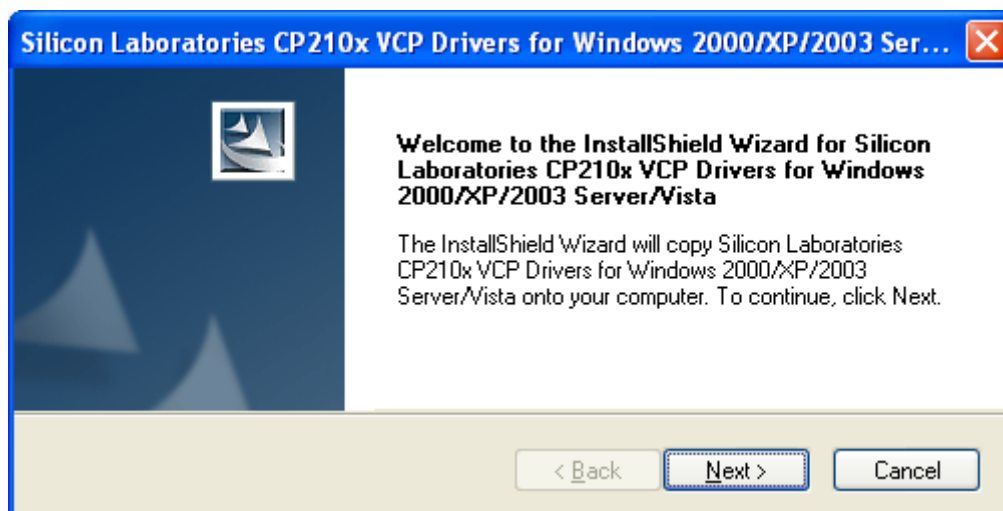 Silicon Laboratories CP210x VCP Drivers for Windows 2000/XP/2003 Ser...
Welcome to the InstallShield Wizard for Silicon
Laboratories CP210x VCP Drivers for Windows
2000/XP/2003 Server/Vista
The InstallShield Wizard will copy Silicon Laboratories
CP210x VCP Drivers for Windows 2000/XP/2003
Server/Vista onto your computer. To continue, click Next.
< Back
Next >
Cancel